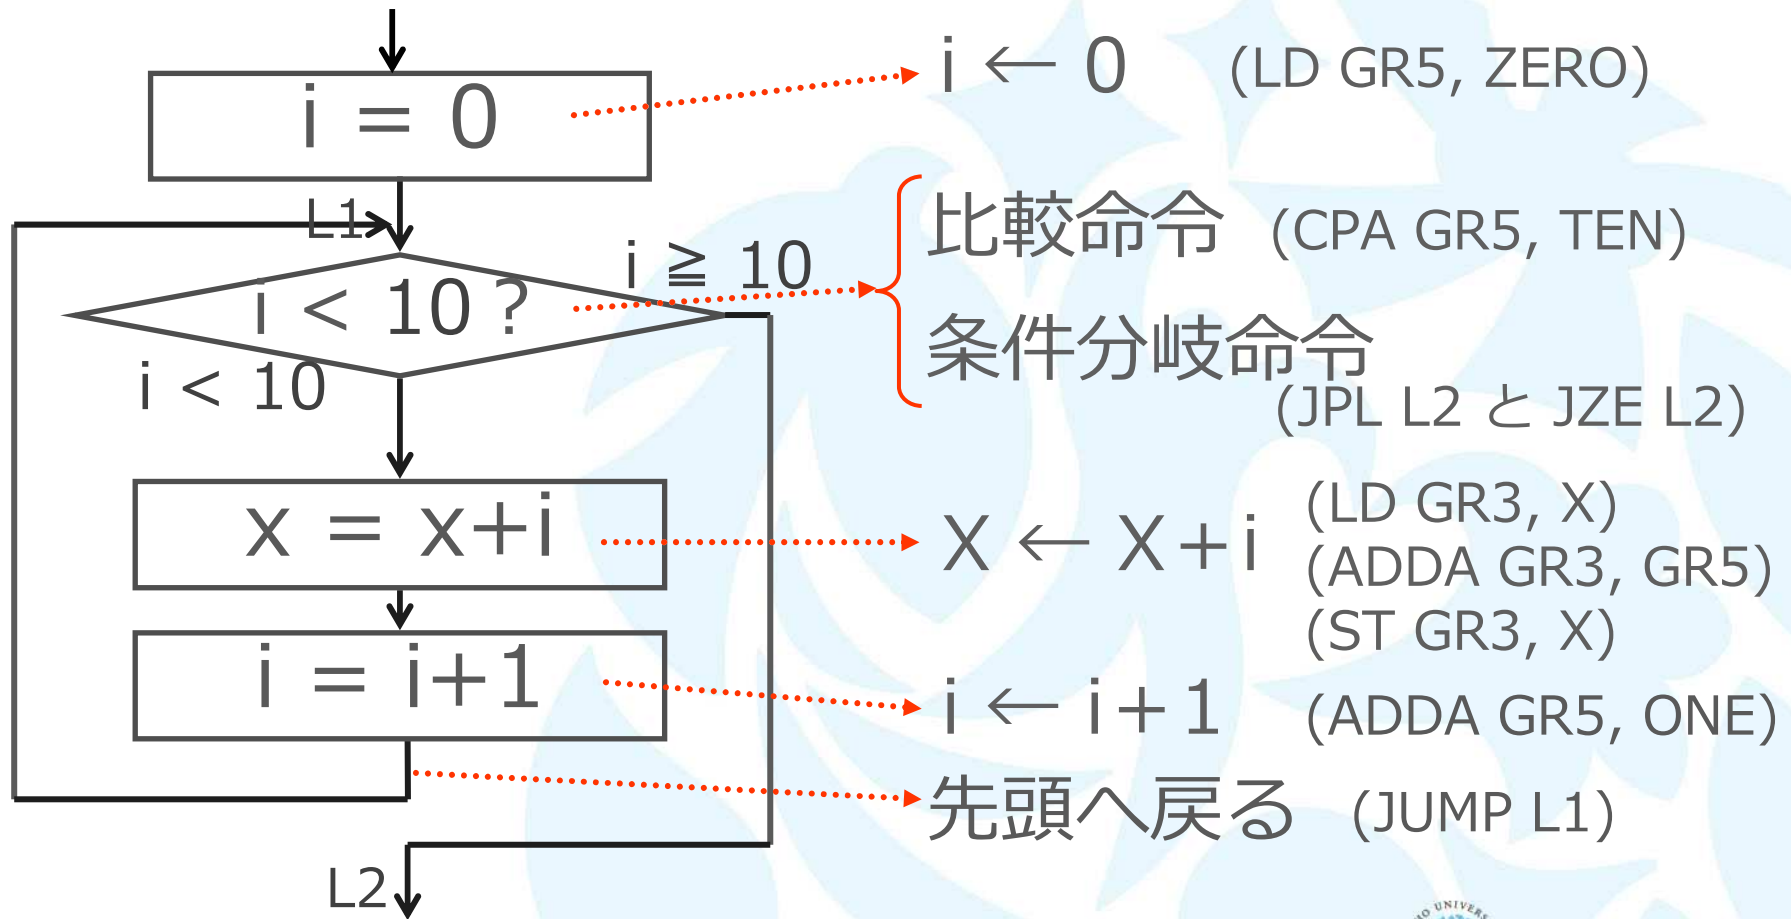 i ← 0 (LD GR5, ZERO)
i = 0
L1
比較命令 (CPA GR5, TEN)
i ≧ 10
i < 10 ?
条件分岐命令
i < 10
(JPL L2 と JZE L2)
(LD GR3, X)
x = x+i
X ← X + i
(ADDA GR3, GR5)
(ST GR3, X)
i = i+1
i ← i + 1 (ADDA GR5, ONE)
先頭へ戻る (JUMP L1)
L2